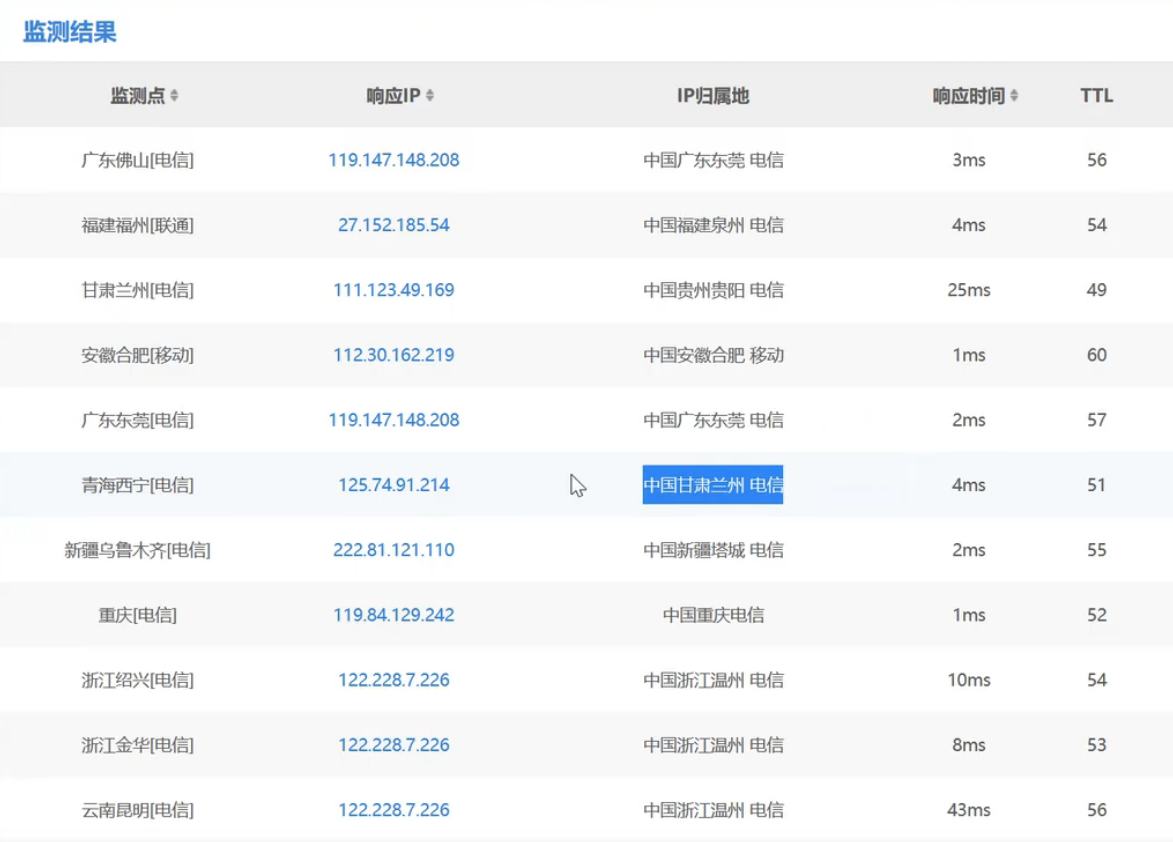 监测结果
监测点 响应IP IP归属地 响应时间 TTL
广东佛山[电信] 119.147.148.208 中国广东东莞 电信 3ms 56
福建福州[联通] 27.152.185.54 中国福建泉州 电信 4ms 54
甘肃兰州[电信] 111.123.49.169 中国贵州贵阳 电信 25ms 49
安徽合肥[移动] 112.30.162.219 中国安徽合肥 移动 1ms 60
广东东莞[电信] 119.147.148.208 中国广东东莞 电信 2ms 57
青海西宁[电信] 125.74.91.214 中国甘肃兰州 电信 4ms 51
新疆乌鲁木齐[电信] 222.81.121.110 中国新疆塔城 电信 2ms 55
重庆[电信] 119.84.129.242 中国重庆电信 1ms 52
浙江绍兴[电信] 122.228.7.226 中国浙江温州 电信 10ms 54
浙江金华[电信] 122.228.7.226 中国浙江温州 电信 8ms 53
云南昆明[电信] 122.228.7.226 中国浙江温州 电信 43ms 56